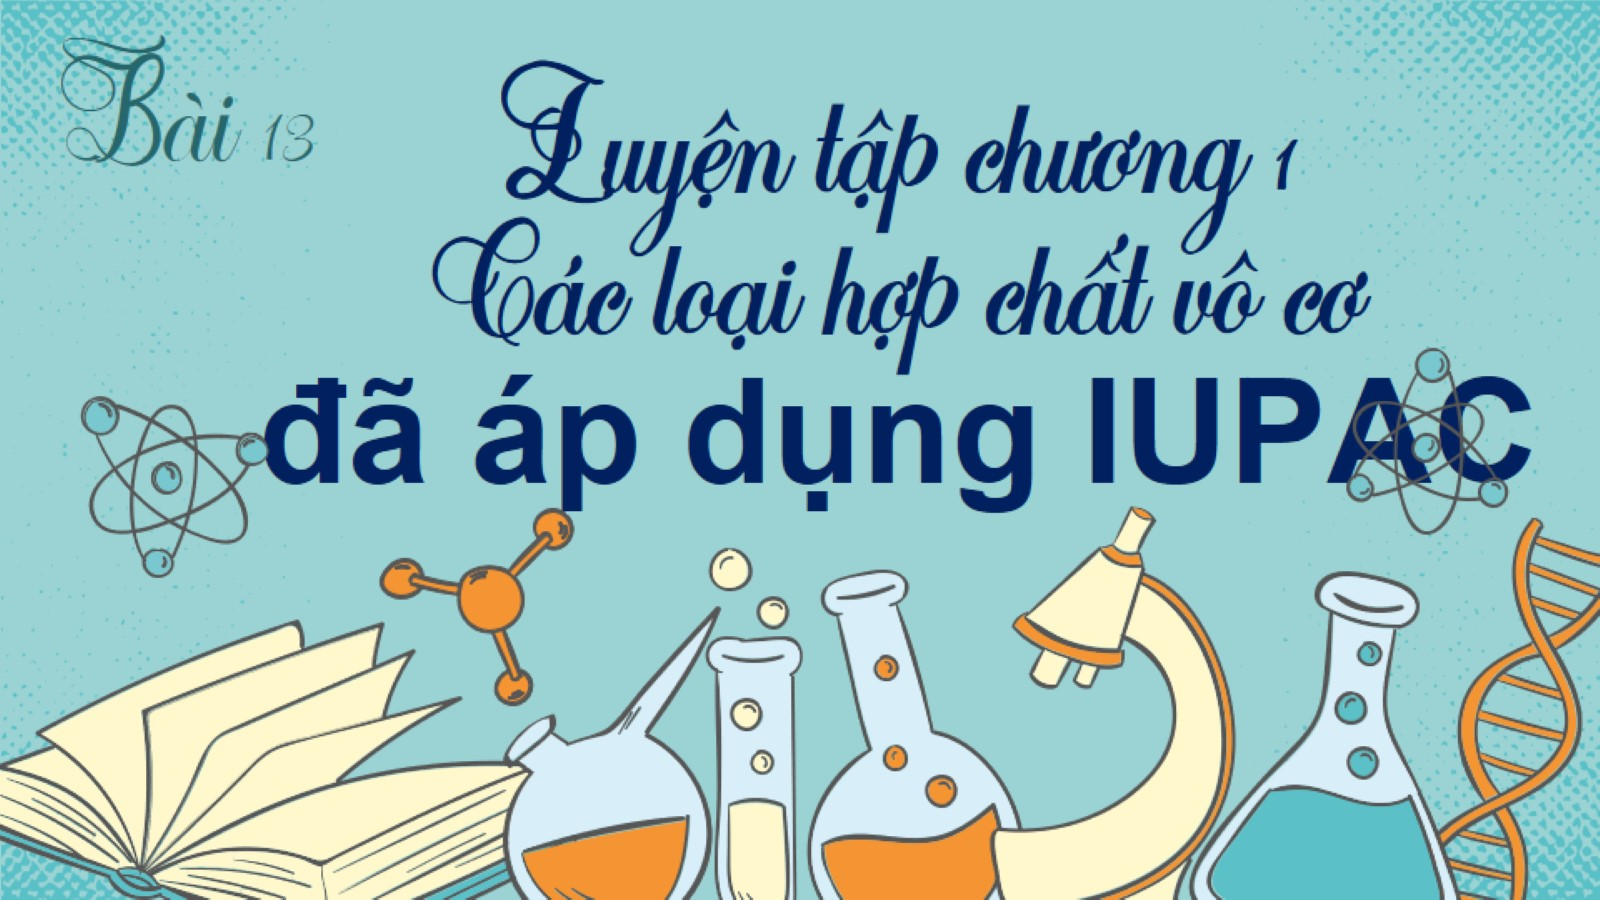 Bài 13
Luyện tập chương 1
Các loại hợp chất vô cơ
đã áp dụng IUPAC